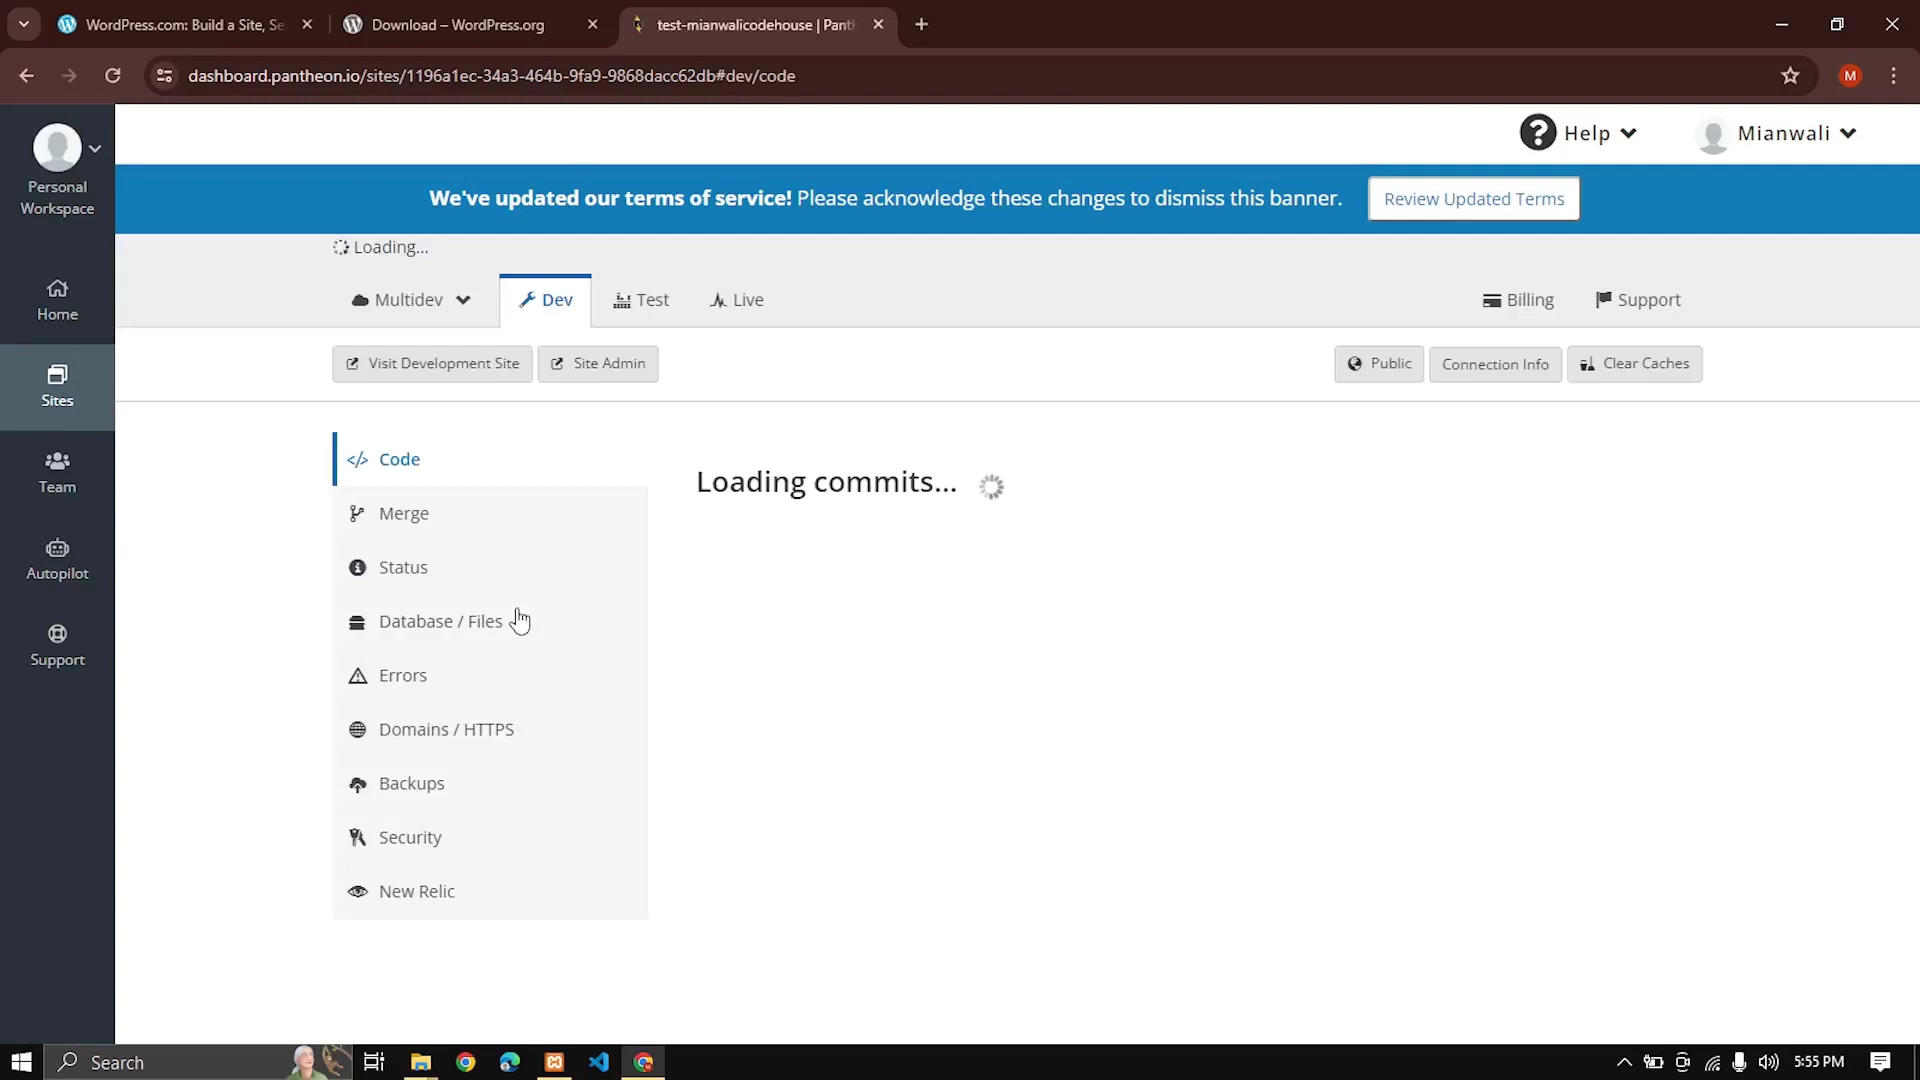 WordPress.com: Build a Site, Se
Download – WordPress.org
test-mianwalicodehouse | Panth
dashboard.pantheon.io/sites/1196a1ec-34a3-464b-9fa9-9868dacc62db#dev/code
M
Personal
Workspace
Home
Sites
Team
Autopilot
Support
Help
Mianwali
We've updated our terms of service! Please acknowledge these changes to dismiss this banner.
Review Updated Terms
Loading...
Multidev
Dev
Test
Live
Billing
Support
Visit Development Site
Site Admin
Public
Connection Info
Clear Caches
Code
Merge
Status
Database / Files
Errors
Domains / HTTPS
Backups
Security
New Relic
Loading commits...
Search
5:55 PM